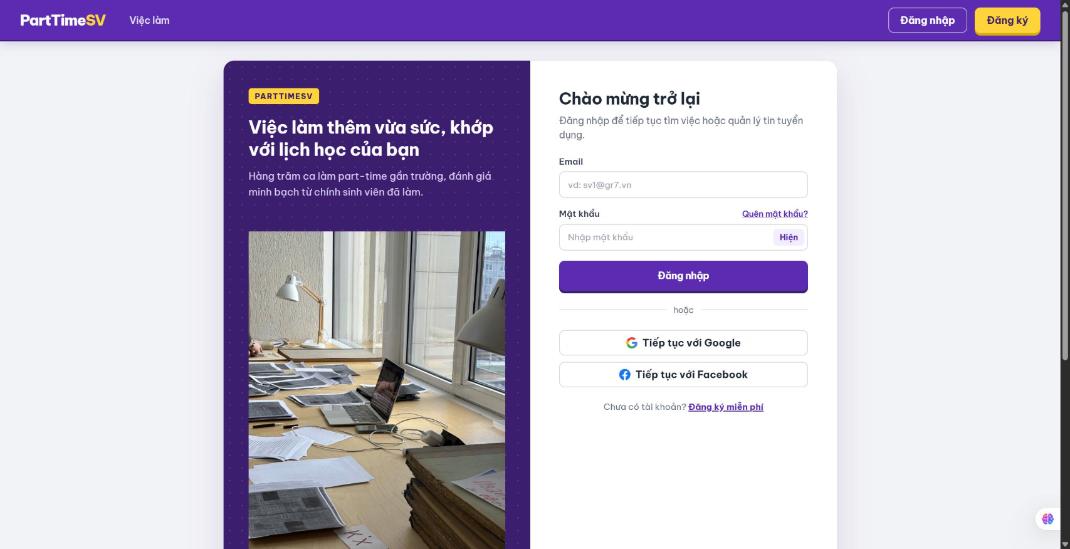 PartTimeSV
Việc làm
Đăng nhập
Đăng ký
PARTTIMESV
Việc làm thêm vừa sức, khớp
với lịch học của bạn
Hàng trăm ca làm part-time gần trường, đánh giá
minh bạch từ chính sinh viên đã làm.
Chào mừng trở lại
Đăng nhập để tiếp tục tìm việc hoặc quản lý tin tuyển
dụng.
Email
vd: sv1@gr7.vn
Mật khẩu
Quên mật khẩu?
Nhập mật khẩu
Hiện
Đăng nhập
hoặc
Tiếp tục với Google
Tiếp tục với Facebook
Chưa có tài khoản? Đăng ký miễn phí